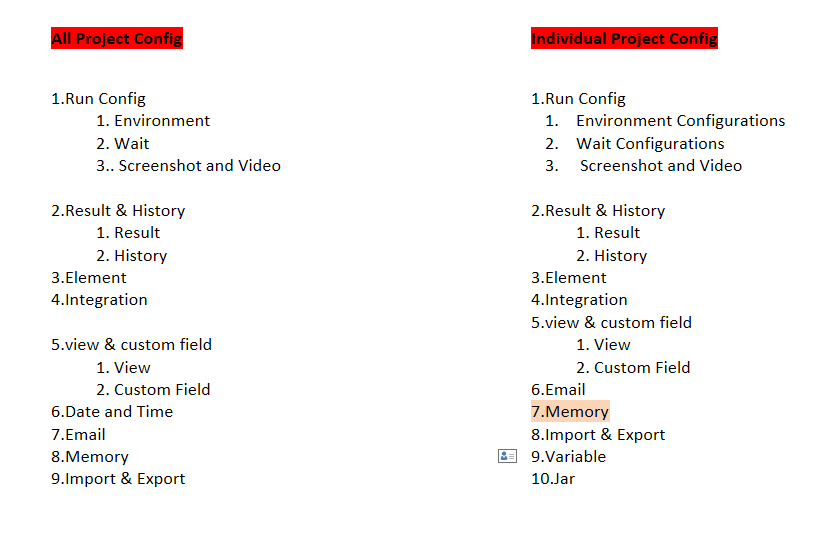 All Project Config
1.Run Config
1. Environment
2. Wait
3.. Screenshot and Video
2.Result & History
1. Result
2. History
3.Element
4.Integration
5.view & custom field
1. View
2. Custom Field
6.Date and Time
7.Email
8.Memory
9.Import & Export
Individual Project Config
1.Run Config
1. Environment Configurations
2. Wait Configurations
3. Screenshot and Video
2.Result & History
1. Result
2. History
3.Element
4.Integration
5.view & custom field
1. View
2. Custom Field
6.Email
7.Memory
8.Import & Export
9.Variable
10.Jar